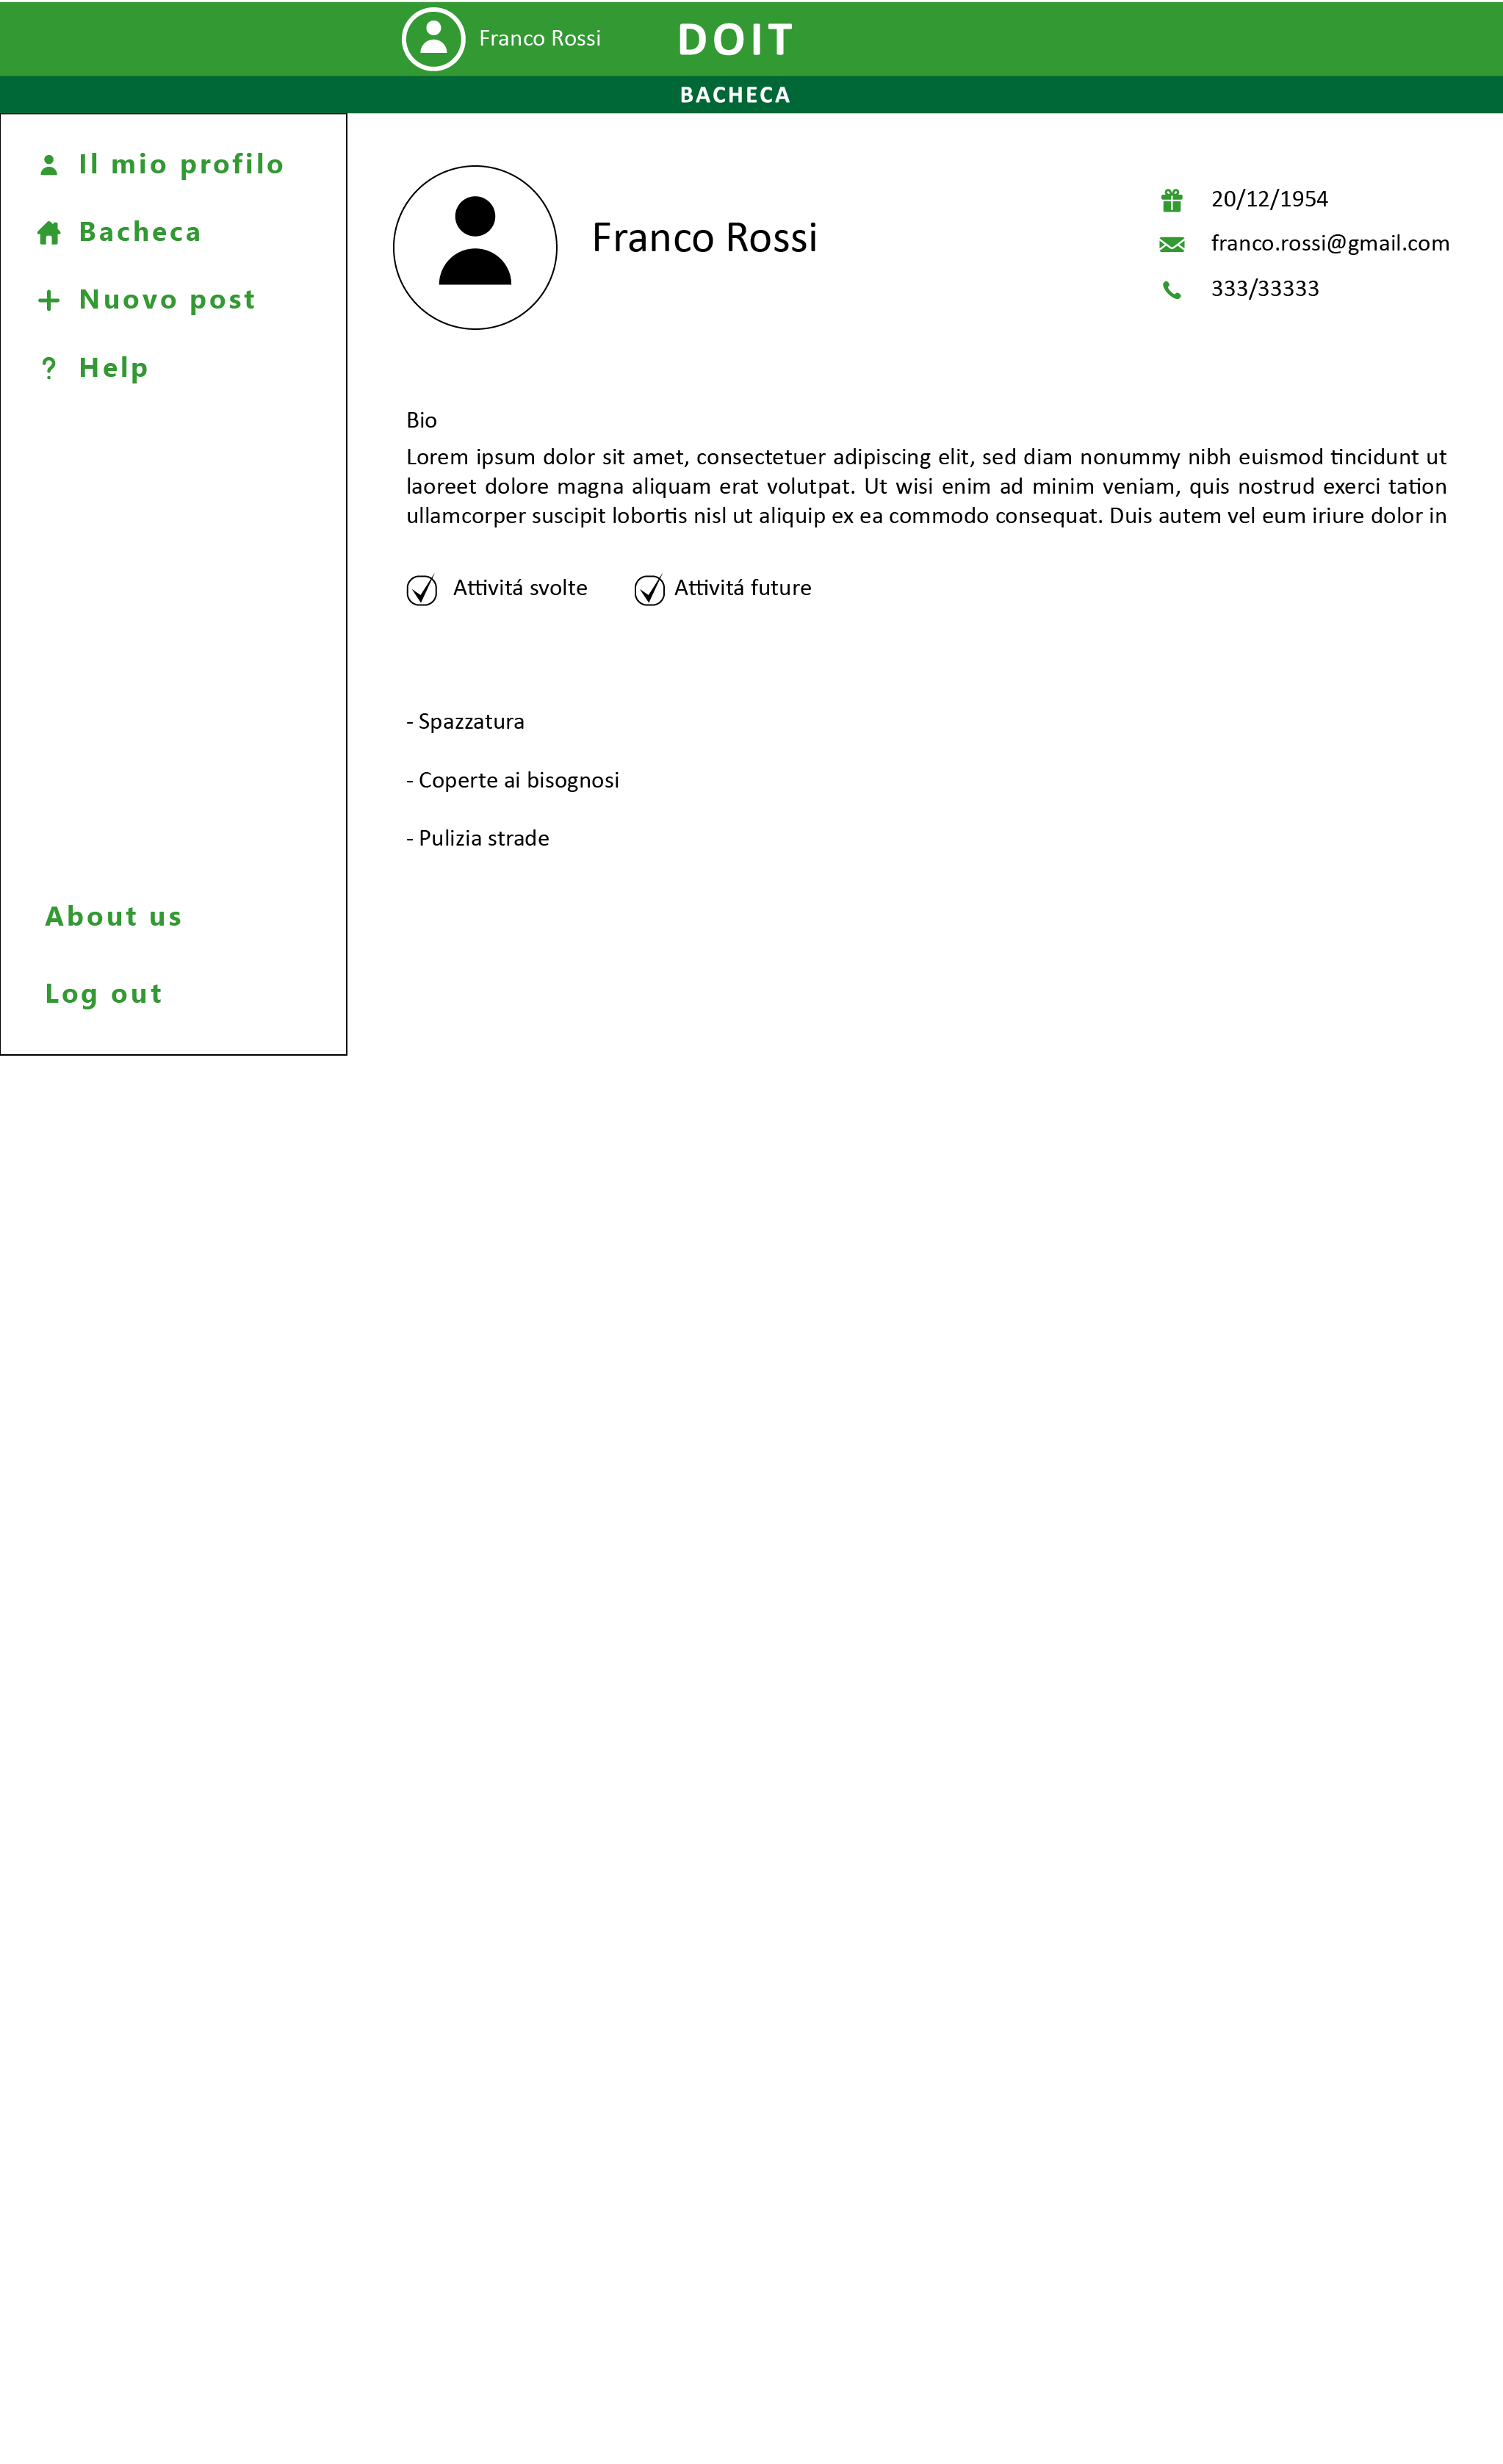 Franco Rossi
DOIT
BACHECA
Il mio profilo
Bacheca
Nuovo post
Help
About us
Log out
Franco Rossi
20/12/1954
franco.rossi@gmail.com
333/33333
Bio
Lorem ipsum dolor sit amet, consectetuer adipiscing elit, sed diam nonummy nibh euismod tincidunt ut
laoreet dolore magna aliquam erat volutpat. Ut wisi enim ad minim veniam, quis nostrud exerci tation
ullamcorper suscipit lobortis nisl ut aliquip ex ea commodo consequat. Duis autem vel eum iriure dolor in
Attivitá svolte
Attivitá future
- Spazzatura
- Coperte ai bisognosi
- Pulizia strade